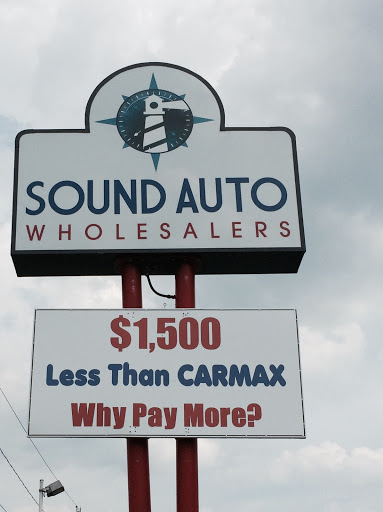 SOUND AUTO
WHOLESALERS
$1,500
Less Than CARMAX
Why Pay More?